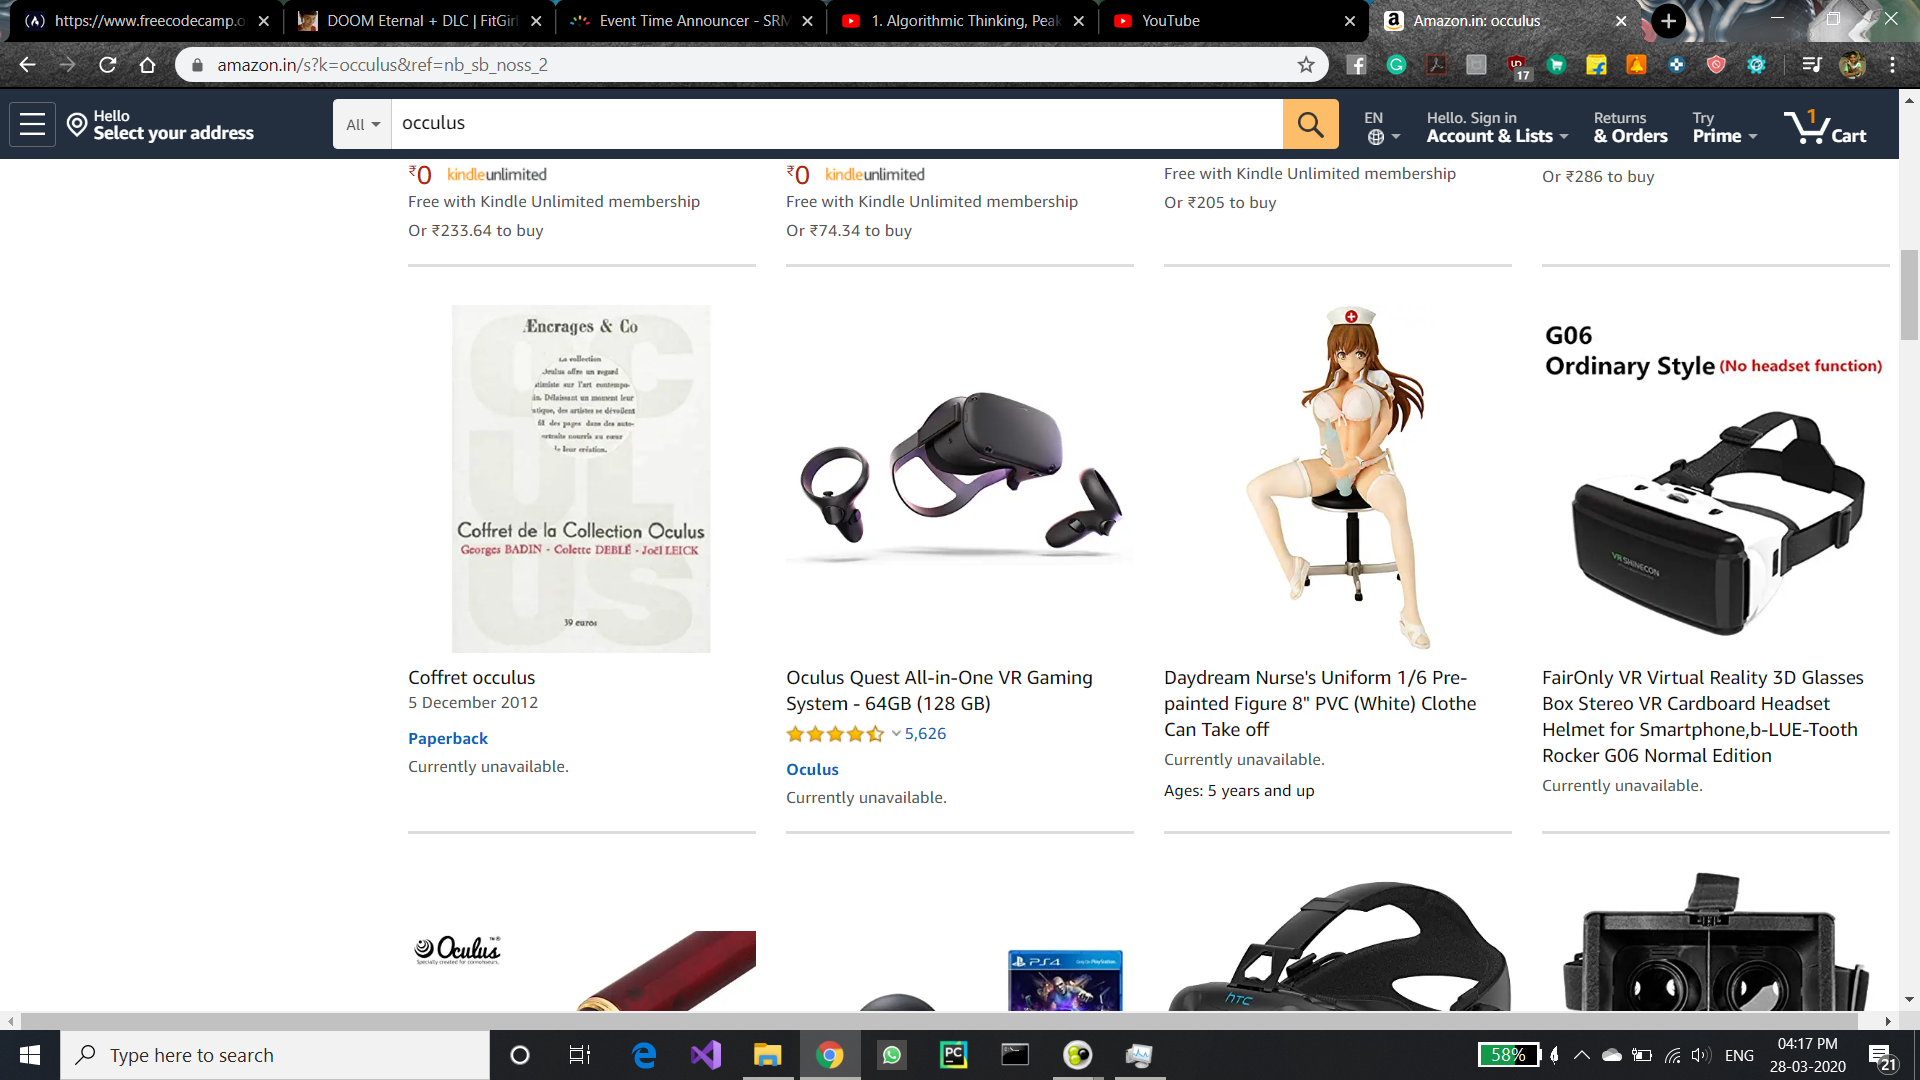 https://www.freecodecamp.o
DOOM Eternal + DLC | FitGirl
Event Time Announcer - SRM
1. Algorithmic Thinking, Peak
YouTube
Amazon.in: occulus
amazon.in/s?k=occulus&ref=nb_sb_noss_2
17
Hello
Select your address
All
occulus
EN
Hello. Sign in
Account & Lists
Returns
& Orders
Try
Prime
1
Cart
₹0 kindleunlimited
Free with Kindle Unlimited membership
Or ₹233.64 to buy
₹0 kindleunlimited
Free with Kindle Unlimited membership
Or ₹74.34 to buy
Free with Kindle Unlimited membership
Or ₹205 to buy
Or ₹286 to buy
Æncrages & Co
La collection
Oculus offre un regard
Coffret de la Collection Oculus
Georges BADIN - Colette DEBLÉ - Joël LEICK
39 euros
Coffret occulus
5 December 2012
Paperback
Currently unavailable.
Oculus Quest All-in-One VR Gaming
System - 64GB (128 GB)
5,626
Oculus
Currently unavailable.
Daydream Nurse's Uniform 1/6 Pre-
painted Figure 8" PVC (White) Clothe
Can Take off
Currently unavailable.
Ages: 5 years and up
G06
Ordinary Style (No headset function)
VR SHINECON
FairOnly VR Virtual Reality 3D Glasses
Box Stereo VR Cardboard Headset
Helmet for Smartphone,b-LUE-Tooth
Rocker G06 Normal Edition
Currently unavailable.
Oculus
Specially created for connoisseurs.
PS4
htc
Type here to search
PC
58%
ENG
04:17 PM
28-03-2020
21